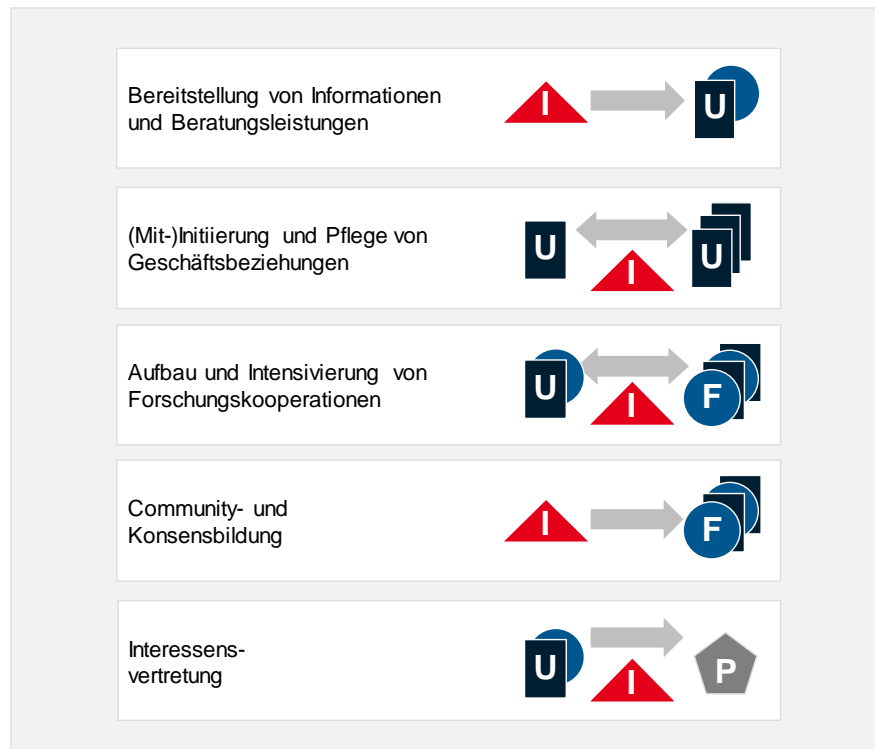 Bereitstellung von Informationen
und Beratungsleistungen
I
U
(Mit-)Initiierung und Pflege von
Geschäftsbeziehungen
U
I
U
Aufbau und Intensivierung von
Forschungskooperationen
U
I
F
Community- und
Konsensbildung
I
F
Interessens-
vertretung
U
I
P